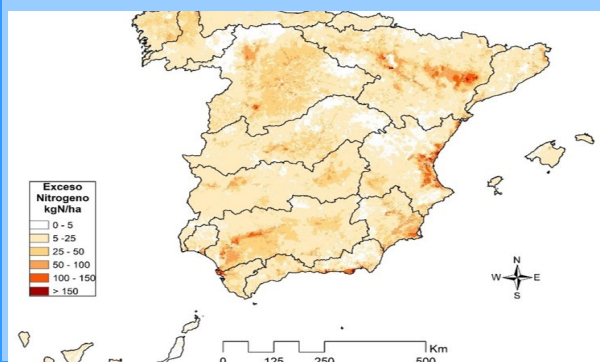 Exceso
Nitrogeno
kgN/ha
0 - 5
5 -25
25 - 50
50 - 100
100 - 150
> 150
N
W E
S
Km
0 125 250 500